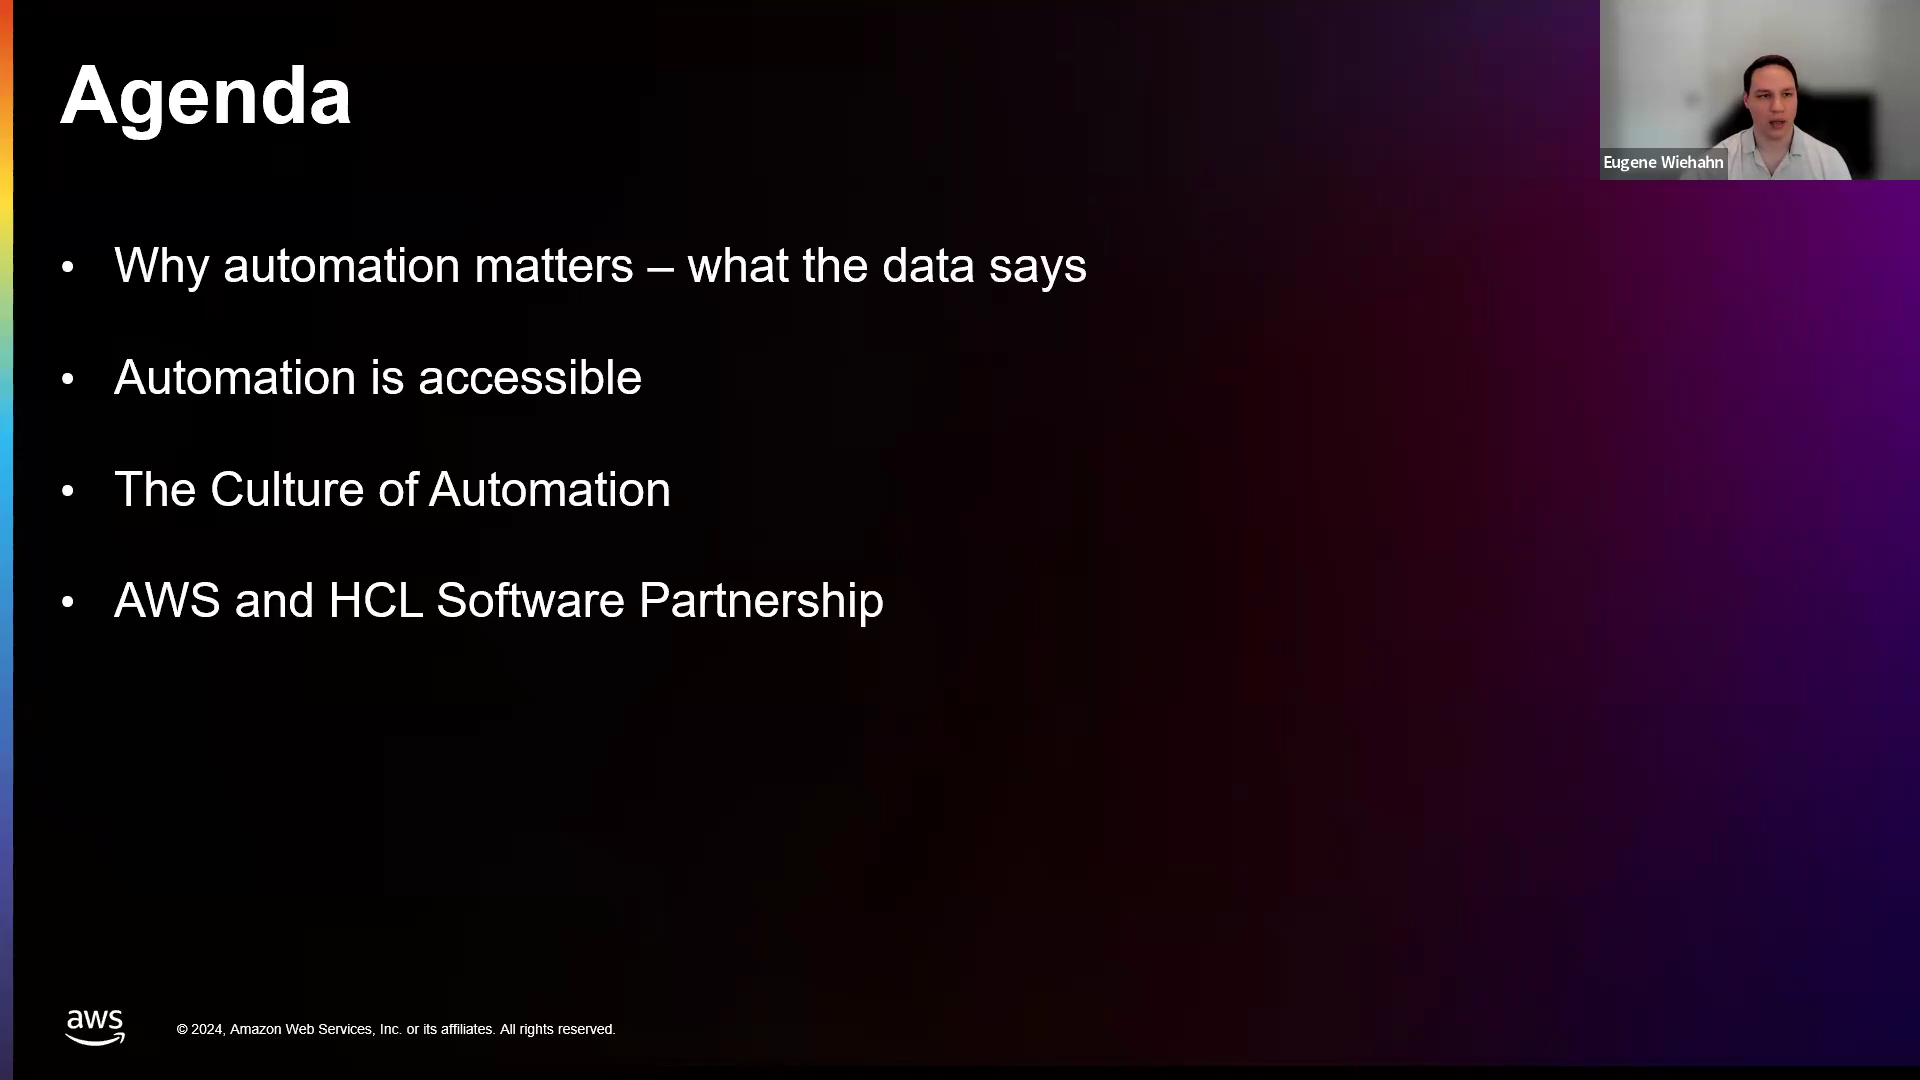 Agenda
Eugene Wiehahn
• Why automation matters – what the data says
• Automation is accessible
• The Culture of Automation
• AWS and HCL Software Partnership
aws
© 2024, Amazon Web Services, Inc. or its affiliates. All rights reserved.